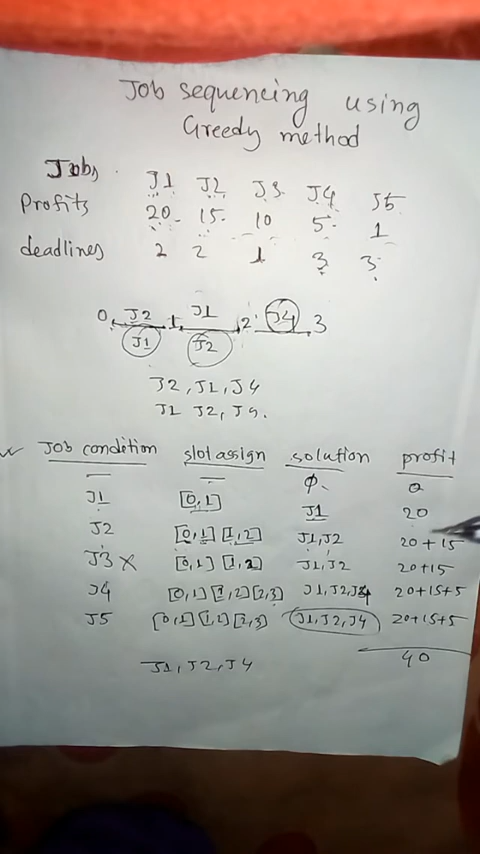 Job sequencing using
Greedy method
Jobs J1 J2 J3 J4 J5
Profits 20 15 10 5 1
deadlines 2 2 1 3 3
0 J2 1 J1 2 J4 3
J1 J2
J2, J1, J4
J1 J2, J4.
Job condition slot assign solution profit
— — ϕ 0
J1 [0,1] J1 20
J2 [0,1] [1,2] J1, J2 20+15
J3 × [0,1] [1,2] J1, J2 20+15
J4 [0,1] [1,2] [2,3] J1, J2, J4 20+15+5
J5 [0,1] [1,2] [2,3] J1, J2, J4 20+15+5
J1, J2, J4 40